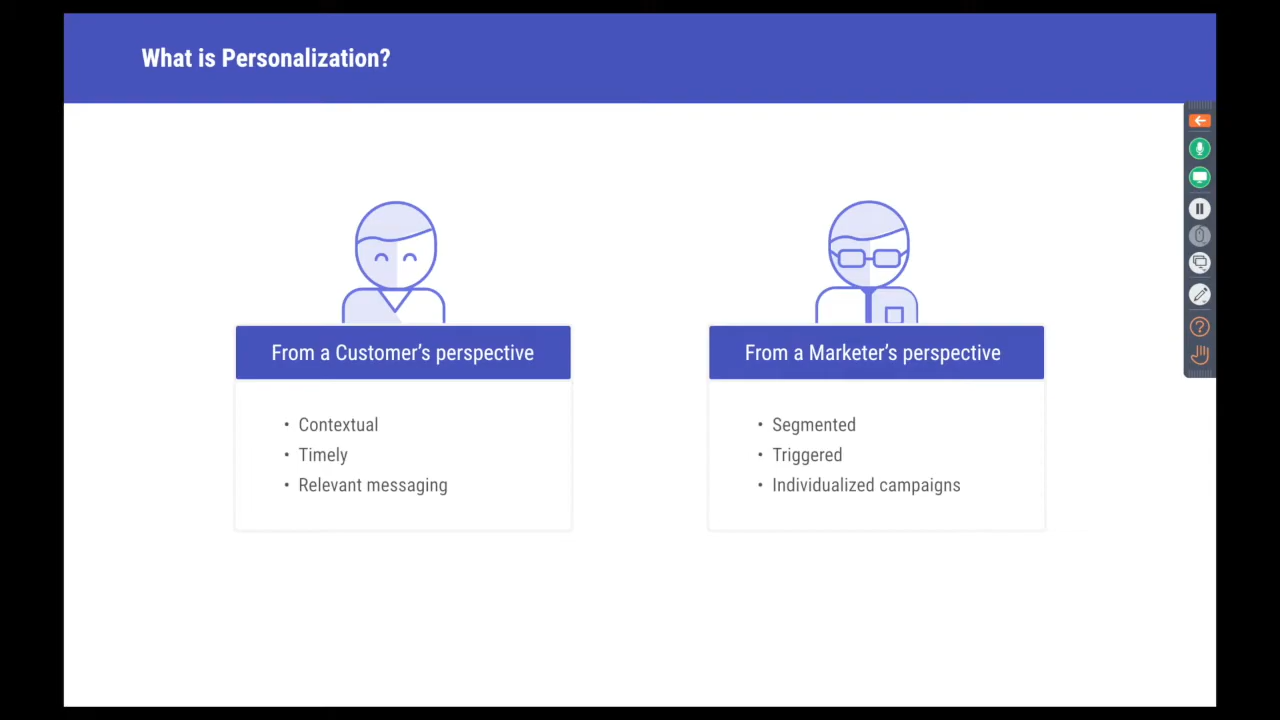 What is Personalization?
From a Customer’s perspective
• Contextual
• Timely
• Relevant messaging
From a Marketer’s perspective
• Segmented
• Triggered
• Individualized campaigns